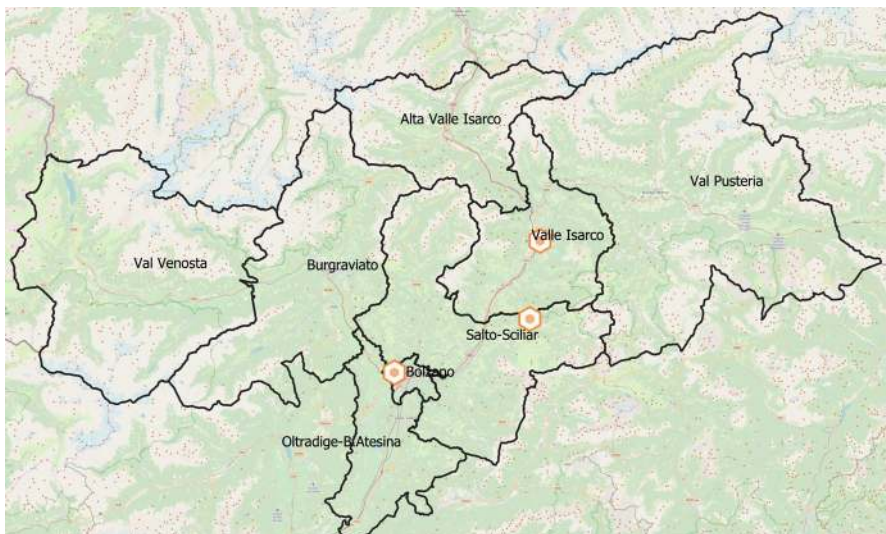 Alta Valle Isarco
Val Pusteria
Valle Isarco
Val Venosta
Burgraviato
Salto-Sciliar
Bolzano
Oltradige-B.Atesina